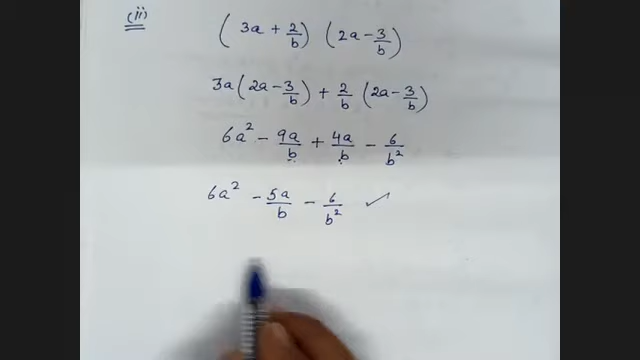 (ii)
(3a + 2/b) (2a - 3/b)
3a(2a - 3/b) + 2/b (2a - 3/b)
6a² - 9a/b + 4a/b - 6/b²
6a² - 5a/b - 6/b² ✓